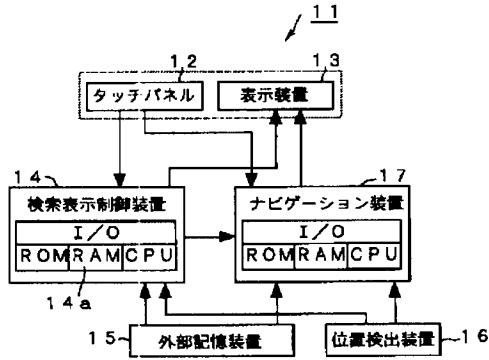 11
12 13
タッチパネル 表示装置
14 17
検索表示制御装置 ナビゲーション装置
I/O I/O
ROM RAM CPU ROM RAM CPU
14a
15 外部記憶装置 位置検出装置 16